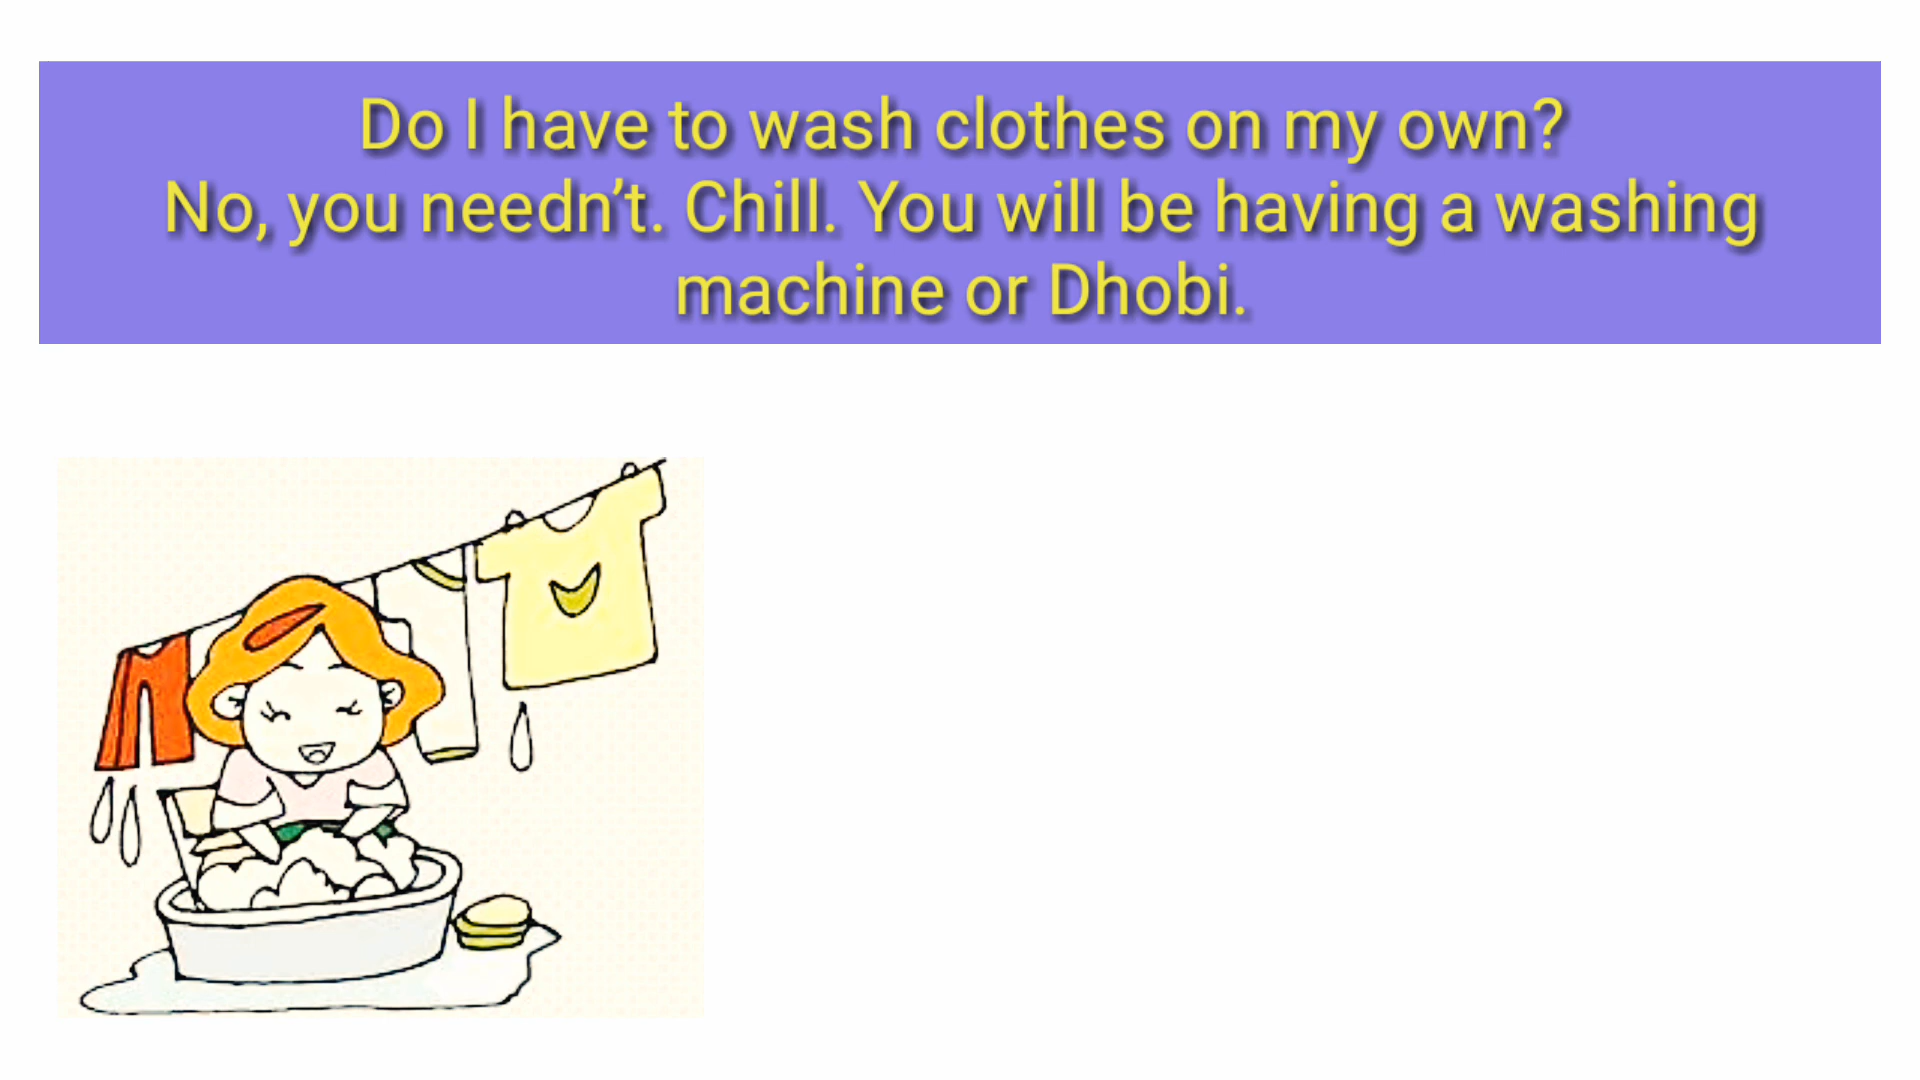 Do I have to wash clothes on my own?
No, you needn’t. Chill. You will be having a washing
machine or Dhobi.